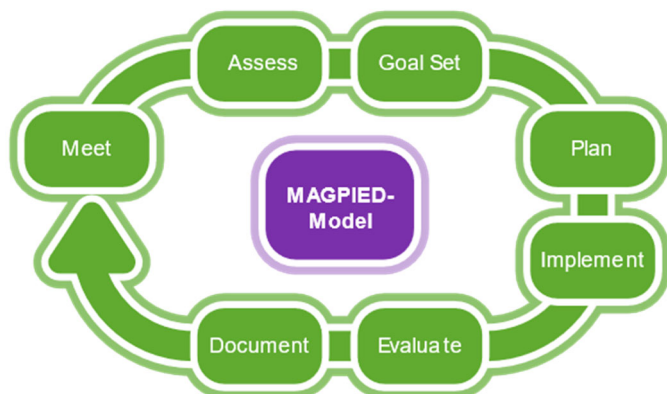 Assess
Goal Set
Meet
Plan
MAGPIED-
Model
Implement
Document
Evaluate